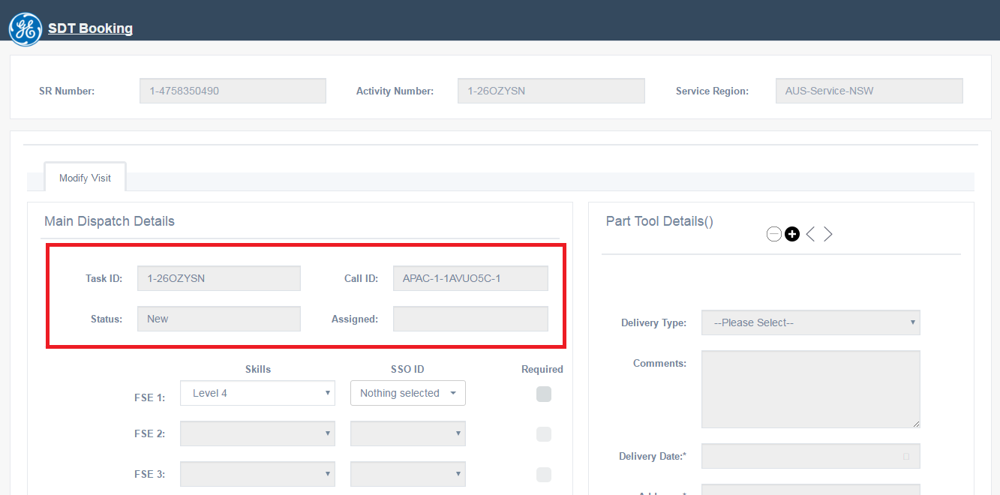 SDT Booking
SR Number: 1-4758350490 Activity Number: 1-26OZYSN Service Region: AUS-Service-NSW
Modify Visit
Main Dispatch Details
Task ID: 1-26OZYSN Call ID: APAC-1-1AVUO5C-1
Status: New Assigned:
Skills SSO ID Required
FSE 1: Level 4 Nothing selected
FSE 2:
FSE 3:
Part Tool Details()
Delivery Type: --Please Select--
Comments:
Delivery Date:*